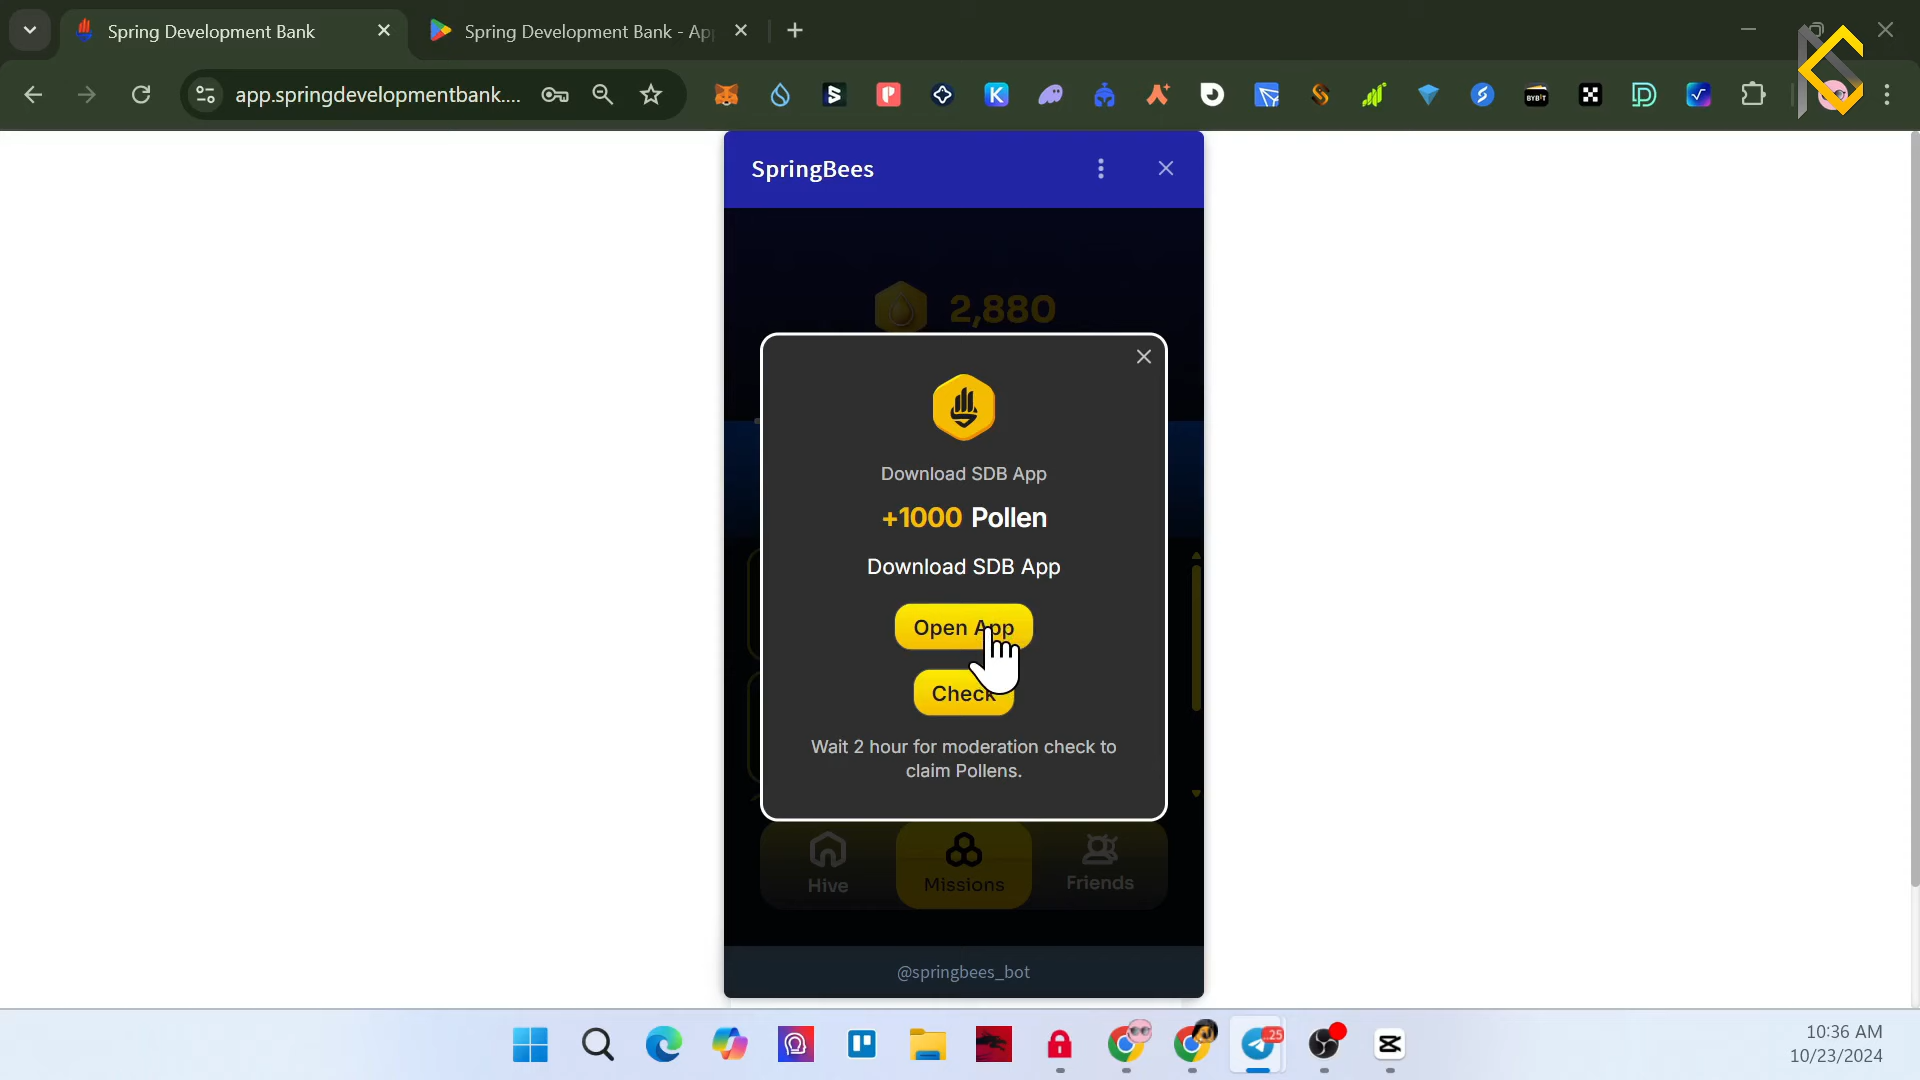 Spring Development Bank
Spring Development Bank - Ap
app.springdevelopmentbank....
BYBIT
SpringBees
2,880
Download SDB App
+1000 Pollen
Download SDB App
Open App
Check
Wait 2 hour for moderation check to
claim Pollens.
Hive
Missions
Friends
@springbees_bot
25
10:36 AM
10/23/2024